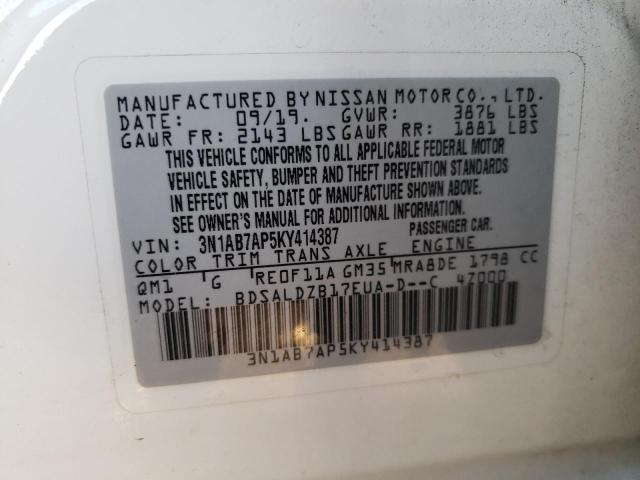 MANUFACTURED BY NISSAN MOTOR CO., LTD.
DATE: 09/19. GVWR: 3876 LBS
GAWR FR: 2143 LBS GAWR RR: 1881 LBS
THIS VEHICLE CONFORMS TO ALL APPLICABLE FEDERAL MOTOR
VEHICLE SAFETY, BUMPER AND THEFT PREVENTION STANDARDS
IN EFFECT ON THE DATE OF MANUFACTURE SHOWN ABOVE.
SEE OWNER'S MANUAL FOR ADDITIONAL INFORMATION.
VIN: 3N1AB7AP5KY414387 PASSENGER CAR.
COLOR TRIM TRANS AXLE ENGINE
QM1 G RE0F11A GM35 MRA8DE 1798 CC
MODEL: BDSALDZB17EUA-D--C 4Z000
3N1AB7AP5KY414387